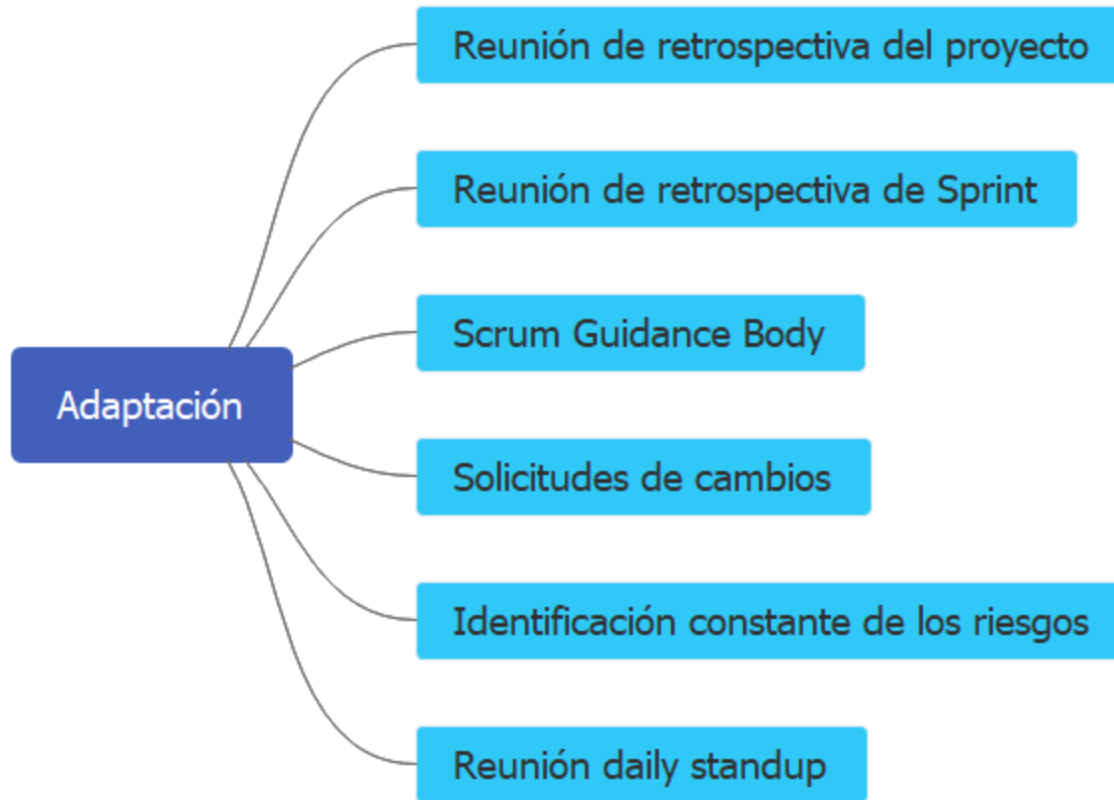 Reunión de retrospectiva del proyecto
Reunión de retrospectiva de Sprint
Scrum Guidance Body
Adaptación
Solicitudes de cambios
Identificación constante de los riesgos
Reunión daily standup